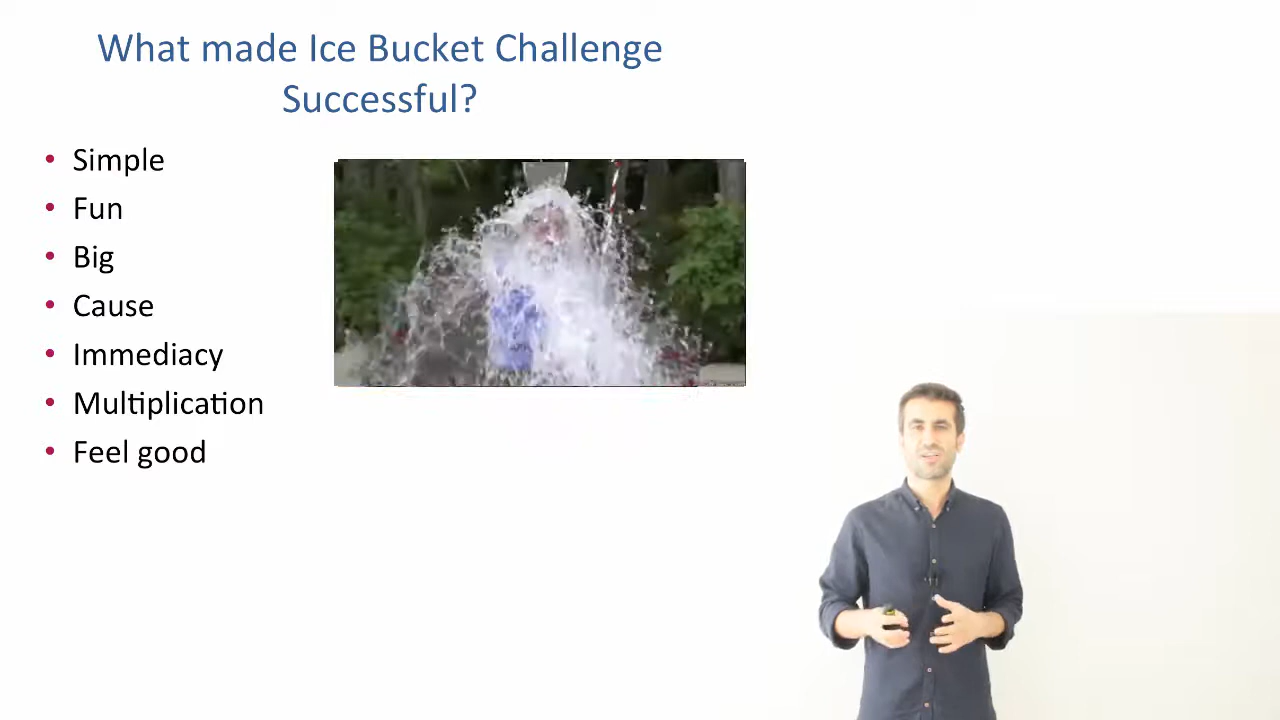 What made Ice Bucket Challenge
Successful?
• Simple
• Fun
• Big
• Cause
• Immediacy
• Multiplication
• Feel good